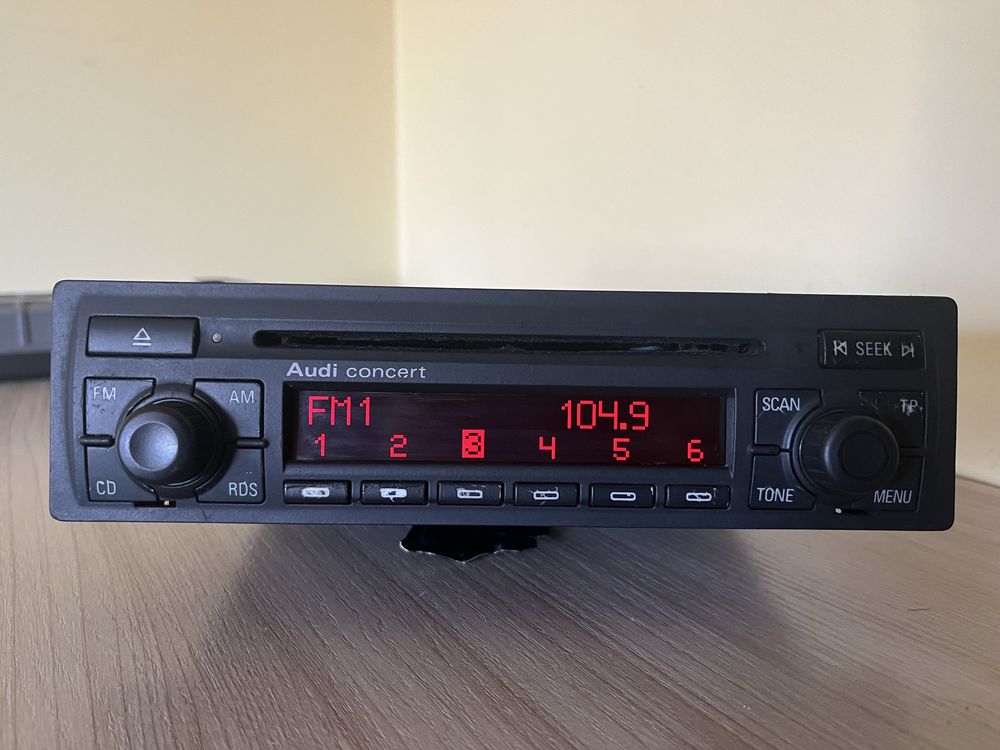 SEEK
Audi concert
FM
AM
CD
RDS
FM1 104.9
1 2 3 4 5 6
SCAN
TP
TONE
MENU